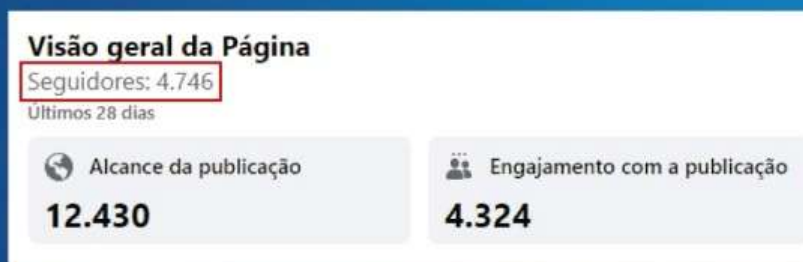 Visão geral da Página
Seguidores: 4.746
Últimos 28 dias
Alcance da publicação
12.430
Engajamento com a publicação
4.324